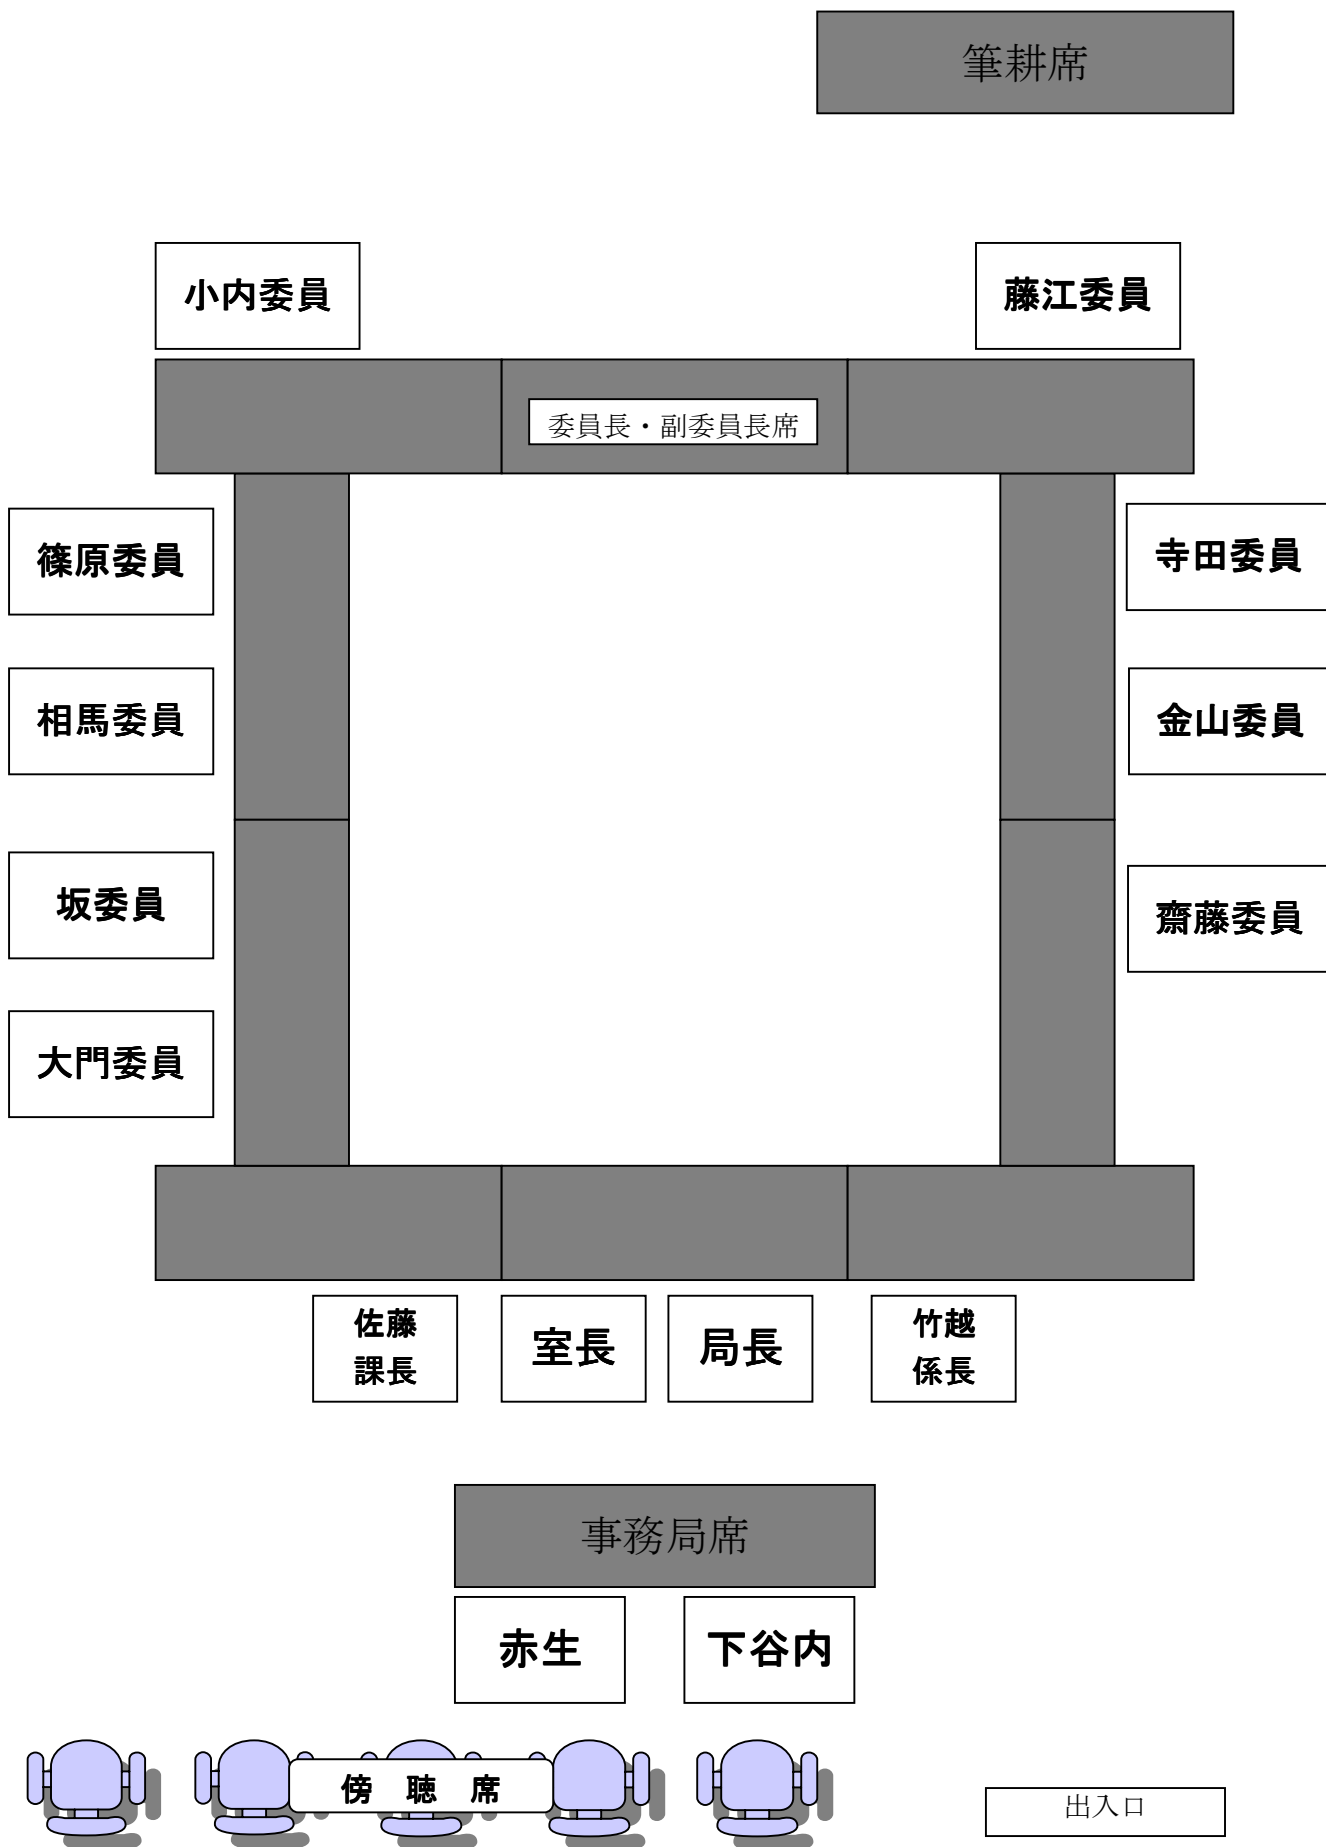 筆耕席
小内委員
藤江委員
委員長・副委員長席
篠原委員
寺田委員
相馬委員
金山委員
坂委員
齋藤委員
大門委員
佐藤
課長
室長
局長
竹越
係長
事務局席
赤生
下谷内
傍 聴 席
出入口